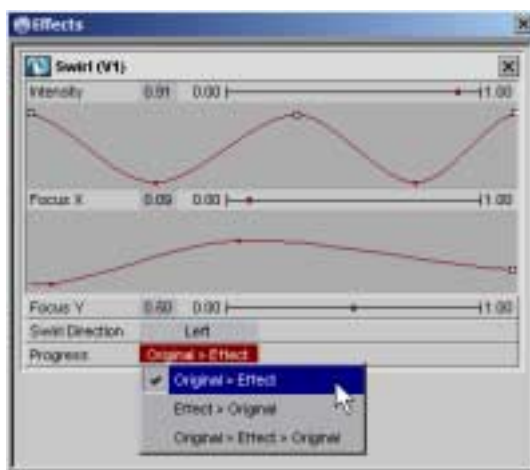 Effects
Swirl (V1)
Intensity 0.91 0.00 1.00
Focus X 0.09 0.00 1.00
Focus Y 0.60 0.00 1.00
Swirl Direction Left
Progress Original > Effect
Original > Effect
Effect > Original
Original > Effect > Original